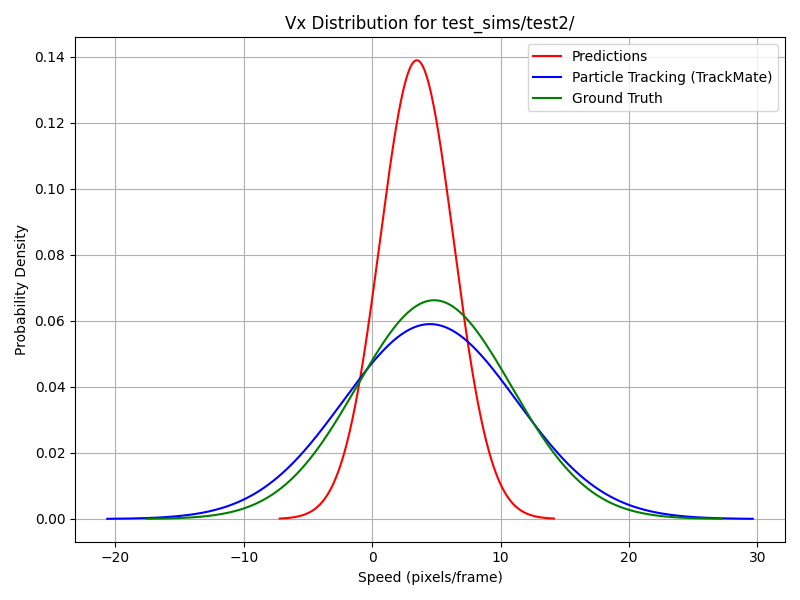 Vx Distribution for test_sims/test2/
Predictions
Particle Tracking (TrackMate)
Ground Truth
Probability Density
0.14
0.12
0.10
0.08
0.06
0.04
0.02
0.00
−20 −10 0 10 20 30
Speed (pixels/frame)